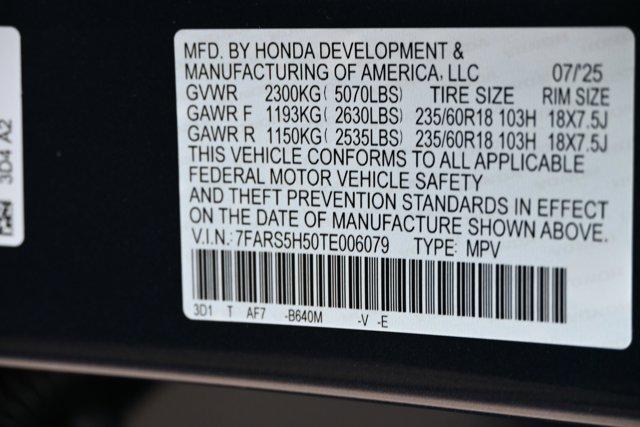 MFD. BY HONDA DEVELOPMENT &
MANUFACTURING OF AMERICA, LLC 07/'25
GVWR 2300KG( 5070LBS) TIRE SIZE RIM SIZE
GAWR F 1193KG( 2630LBS) 235/60R18 103H 18X7.5J
GAWR R 1150KG( 2535LBS) 235/60R18 103H 18X7.5J
THIS VEHICLE CONFORMS TO ALL APPLICABLE
FEDERAL MOTOR VEHICLE SAFETY
AND THEFT PREVENTION STANDARDS IN EFFECT
ON THE DATE OF MANUFACTURE SHOWN ABOVE.
V.I.N.: 7FARS5H50TE006079 TYPE: MPV
3D1 T AF7 -B640M -V -E
3D4 A2